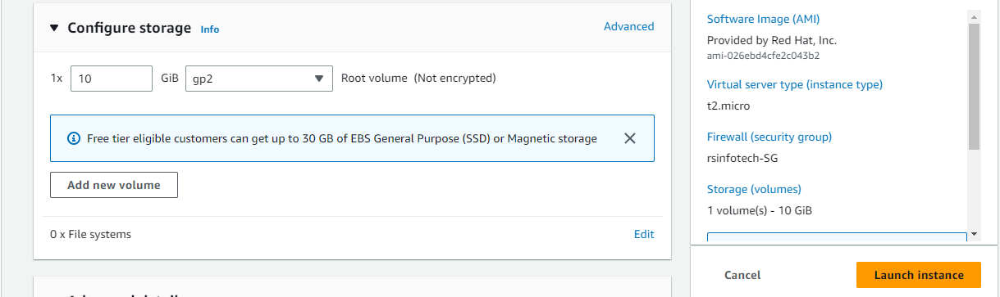 Configure storage Info
Advanced
1x 10 GiB gp2 Root volume (Not encrypted)
Free tier eligible customers can get up to 30 GB of EBS General Purpose (SSD) or Magnetic storage
Add new volume
0 x File systems
Edit
Software Image (AMI)
Provided by Red Hat, Inc.
ami-026ebd4cfe2c043b2
Virtual server type (instance type)
t2.micro
Firewall (security group)
rsinfotech-SG
Storage (volumes)
1 volume(s) - 10 GiB
Cancel
Launch instance